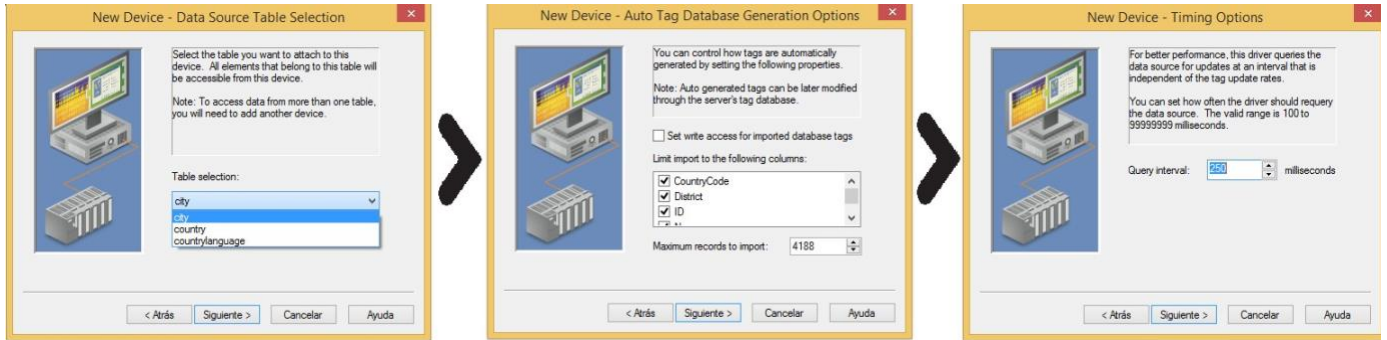 New Device - Data Source Table Selection
Select the table you want to attach to this
device. All elements that belong to this table will
be accessible from this device.
Note: To access data from more than one table,
you will need to add another device.
Table selection:
city
city
country
countrylanguage
< Atrás Siguiente > Cancelar Ayuda
New Device - Auto Tag Database Generation Options
You can control how tags are automatically
generated by setting the following properties.
Note: Auto generated tags can be later modified
through the server's tag database.
Set write access for imported database tags
Limit import to the following columns:
CountryCode
District
ID
Maximum records to import: 4188
< Atrás Siguiente > Cancelar Ayuda
New Device - Timing Options
For better performance, this driver queries the
data source for updates at an interval that is
independent of the tag update rates.
You can set how often the driver should requery
the data source. The valid range is 100 to
99999999 milliseconds.
Query interval: 250 milliseconds
< Atrás Siguiente > Cancelar Ayuda